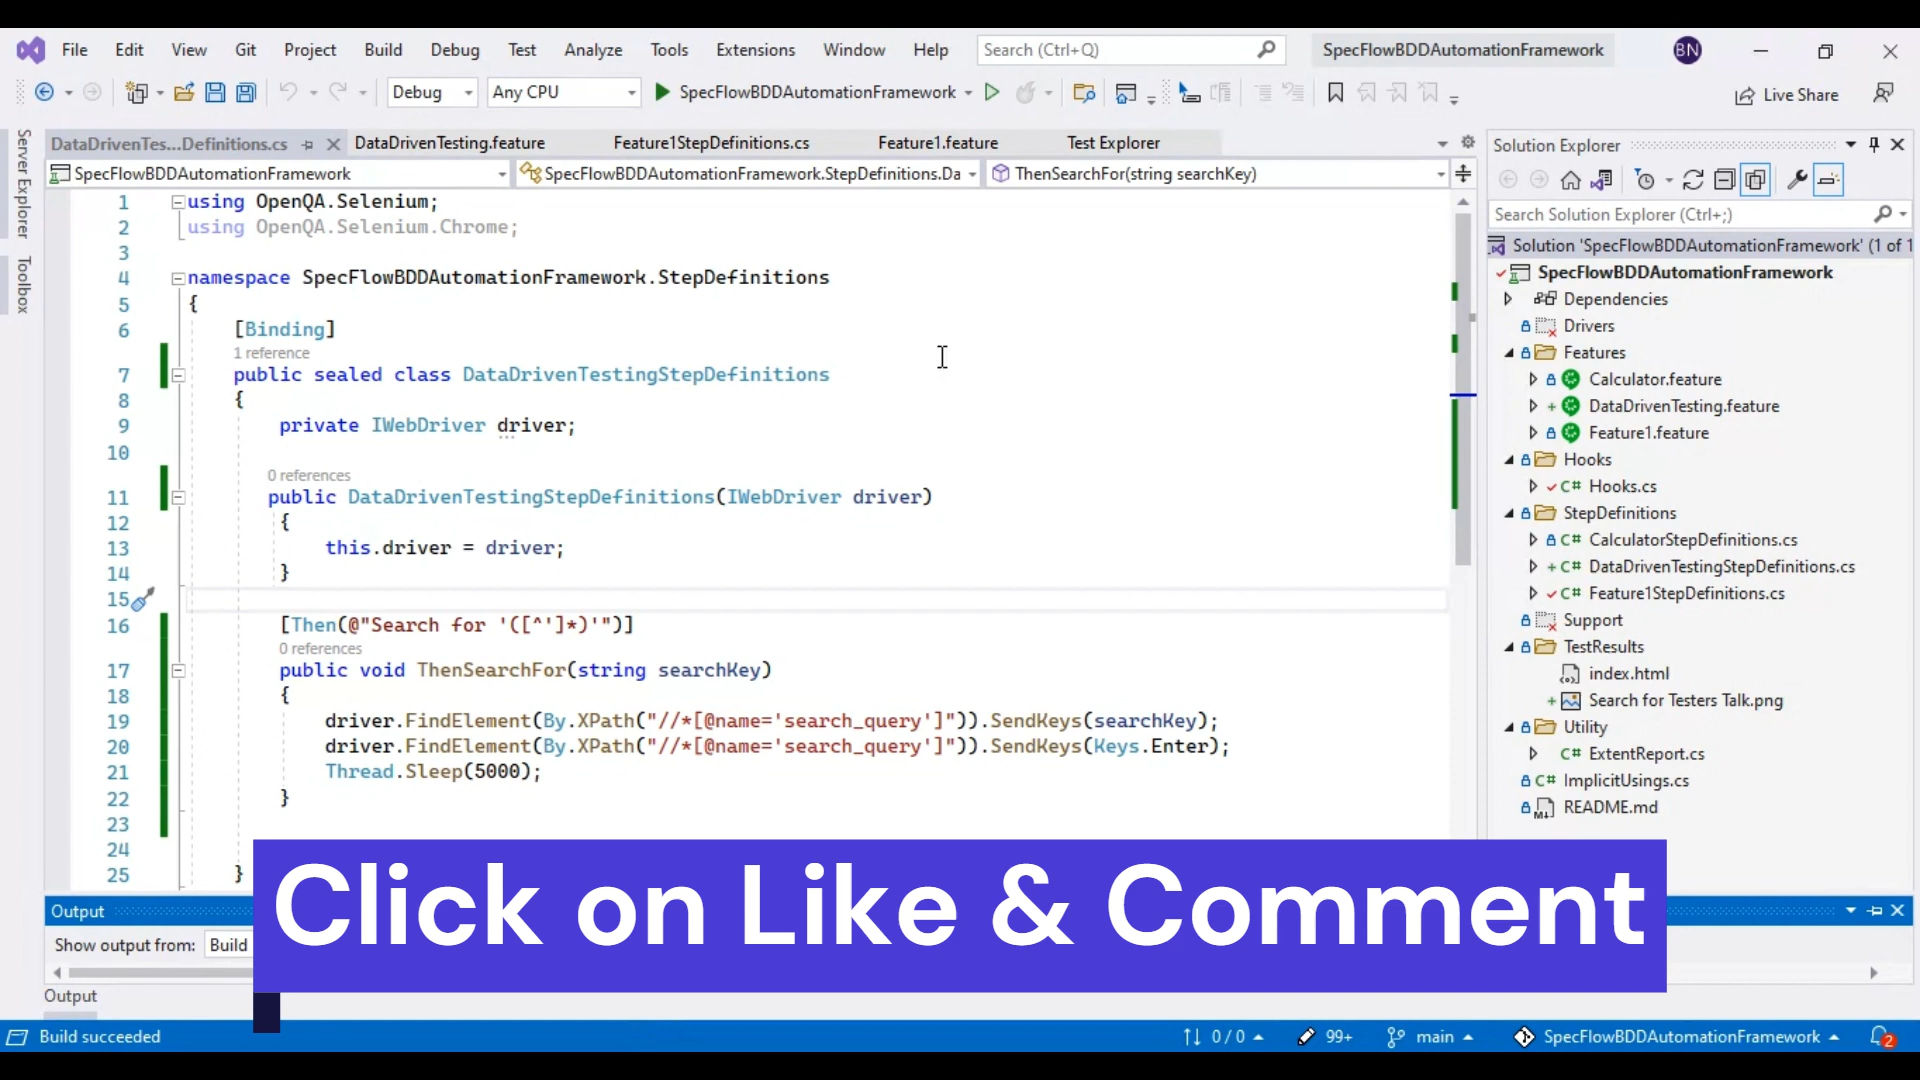 File Edit View Git Project Build Debug Test Analyze Tools Extensions Window Help Search (Ctrl+Q) SpecFlowBDDAutomationFramework BN
Debug Any CPU SpecFlowBDDAutomationFramework Live Share
Server Explorer
Toolbox
DataDrivenTes...Definitions.cs DataDrivenTesting.feature Feature1StepDefinitions.cs Feature1.feature Test Explorer
SpecFlowBDDAutomationFramework SpecFlowBDDAutomationFramework.StepDefinitions.Da ThenSearchFor(string searchKey)
1 using OpenQA.Selenium;
2 using OpenQA.Selenium.Chrome;
3
4 namespace SpecFlowBDDAutomationFramework.StepDefinitions
5 {
6 [Binding]
1 reference
7 public sealed class DataDrivenTestingStepDefinitions
8 {
9 private IWebDriver driver;
10
0 references
11 public DataDrivenTestingStepDefinitions(IWebDriver driver)
12 {
13 this.driver = driver;
14 }
15
16 [Then(@"Search for '([^']*)'")]
0 references
17 public void ThenSearchFor(string searchKey)
18 {
19 driver.FindElement(By.XPath("//*[@name='search_query']")).SendKeys(searchKey);
20 driver.FindElement(By.XPath("//*[@name='search_query']")).SendKeys(Keys.Enter);
21 Thread.Sleep(5000);
22 }
23
24
25 }
Solution Explorer
Search Solution Explorer (Ctrl+;)
Solution 'SpecFlowBDDAutomationFramework' (1 of 1
SpecFlowBDDAutomationFramework
Dependencies
Drivers
Features
Calculator.feature
DataDrivenTesting.feature
Feature1.feature
Hooks
C# Hooks.cs
StepDefinitions
C# CalculatorStepDefinitions.cs
C# DataDrivenTestingStepDefinitions.cs
C# Feature1StepDefinitions.cs
Support
TestResults
index.html
Search for Testers Talk.png
Utility
C# ExtentReport.cs
C# ImplicitUsings.cs
README.md
Click on Like & Comment
Output
Show output from: Build
Output
Build succeeded 0 / 0 99+ main SpecFlowBDDAutomationFramework 2